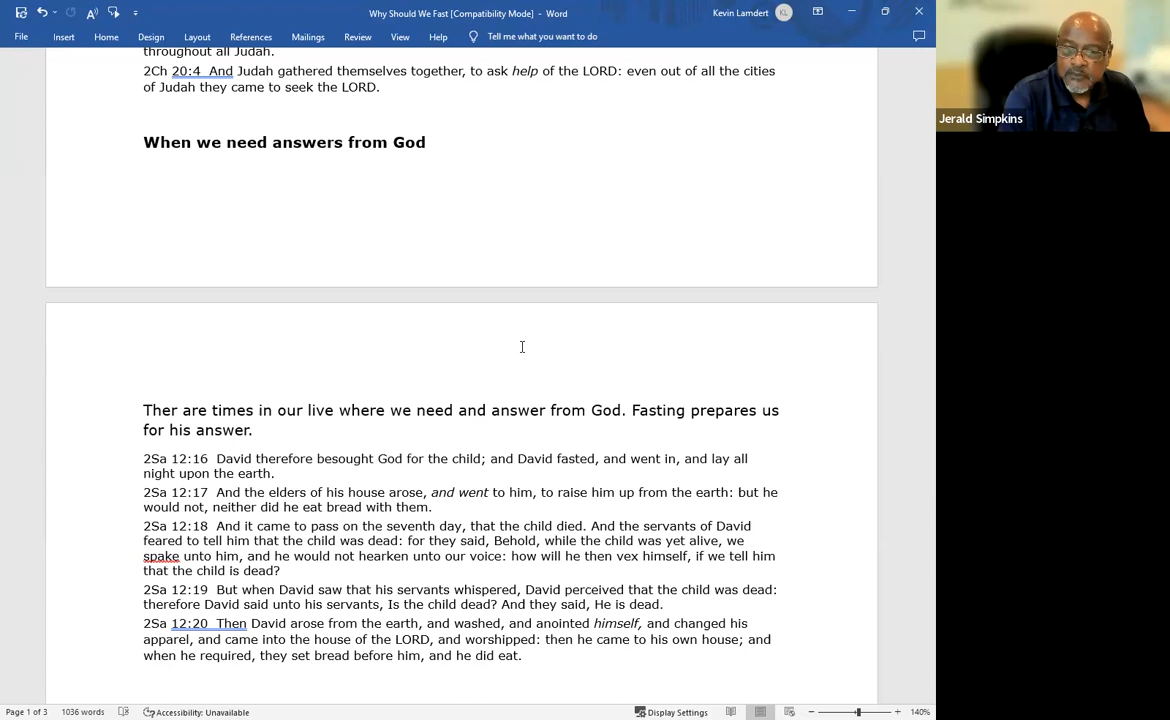 Why Should We Fast [Compatibility Mode] - Word
Kevin Lamdert KL
File Insert Home Design Layout References Mailings Review View Help Tell me what you want to do
throughout all Judah.
2Ch 20:4 And Judah gathered themselves together, to ask help of the LORD: even out of all the cities
of Judah they came to seek the LORD.
When we need answers from God
Ther are times in our live where we need and answer from God. Fasting prepares us
for his answer.
2Sa 12:16 David therefore besought God for the child; and David fasted, and went in, and lay all
night upon the earth.
2Sa 12:17 And the elders of his house arose, and went to him, to raise him up from the earth: but he
would not, neither did he eat bread with them.
2Sa 12:18 And it came to pass on the seventh day, that the child died. And the servants of David
feared to tell him that the child was dead: for they said, Behold, while the child was yet alive, we
spake unto him, and he would not hearken unto our voice: how will he then vex himself, if we tell him
that the child is dead?
2Sa 12:19 But when David saw that his servants whispered, David perceived that the child was dead:
therefore David said unto his servants, Is the child dead? And they said, He is dead.
2Sa 12:20 Then David arose from the earth, and washed, and anointed himself, and changed his
apparel, and came into the house of the LORD, and worshipped: then he came to his own house; and
when he required, they set bread before him, and he did eat.
Page 1 of 3 1036 words Accessibility: Unavailable Display Settings 140%
Jerald Simpkins